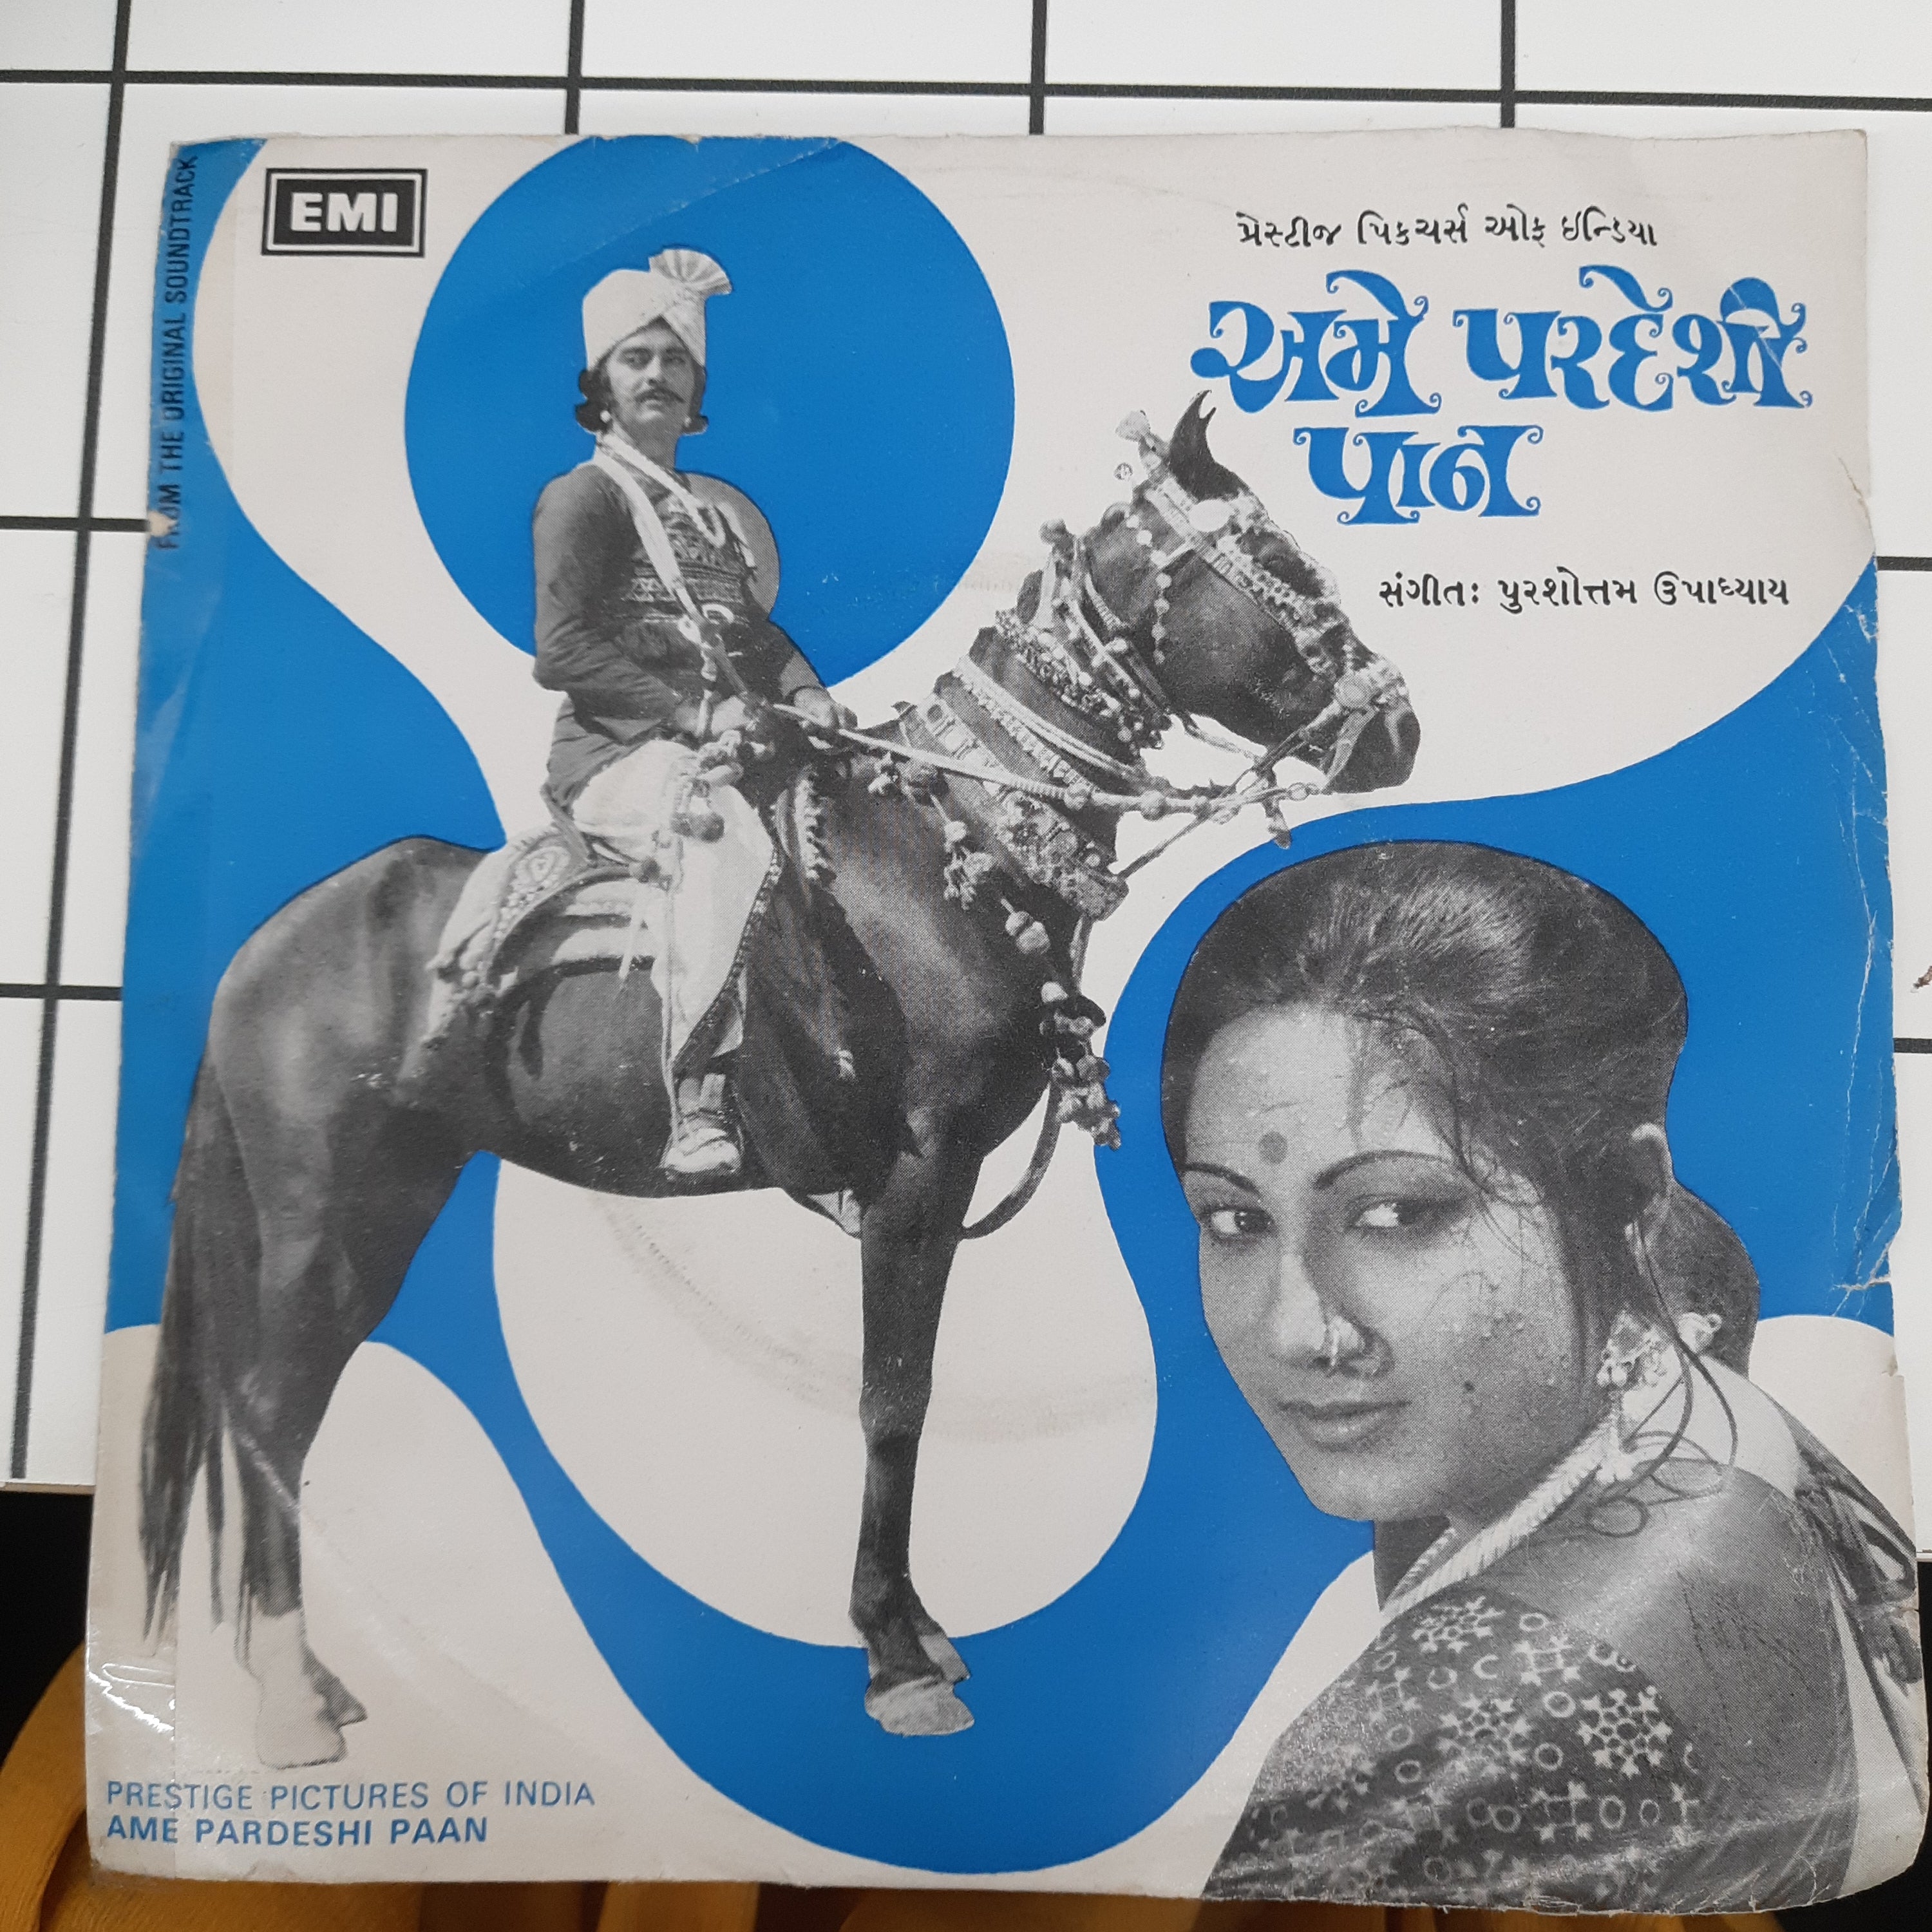 FROM THE ORIGINAL SOUNDTRACK
EMI
પ્રેસ્ટીજ પિકચર્સ ઓફ ઇન્ડિયા
અમે પરદેશી
પાન
સંગીતઃ પુરશોત્તમ ઉપાધ્યાય
PRESTIGE PICTURES OF INDIA
AME PARDESHI PAAN